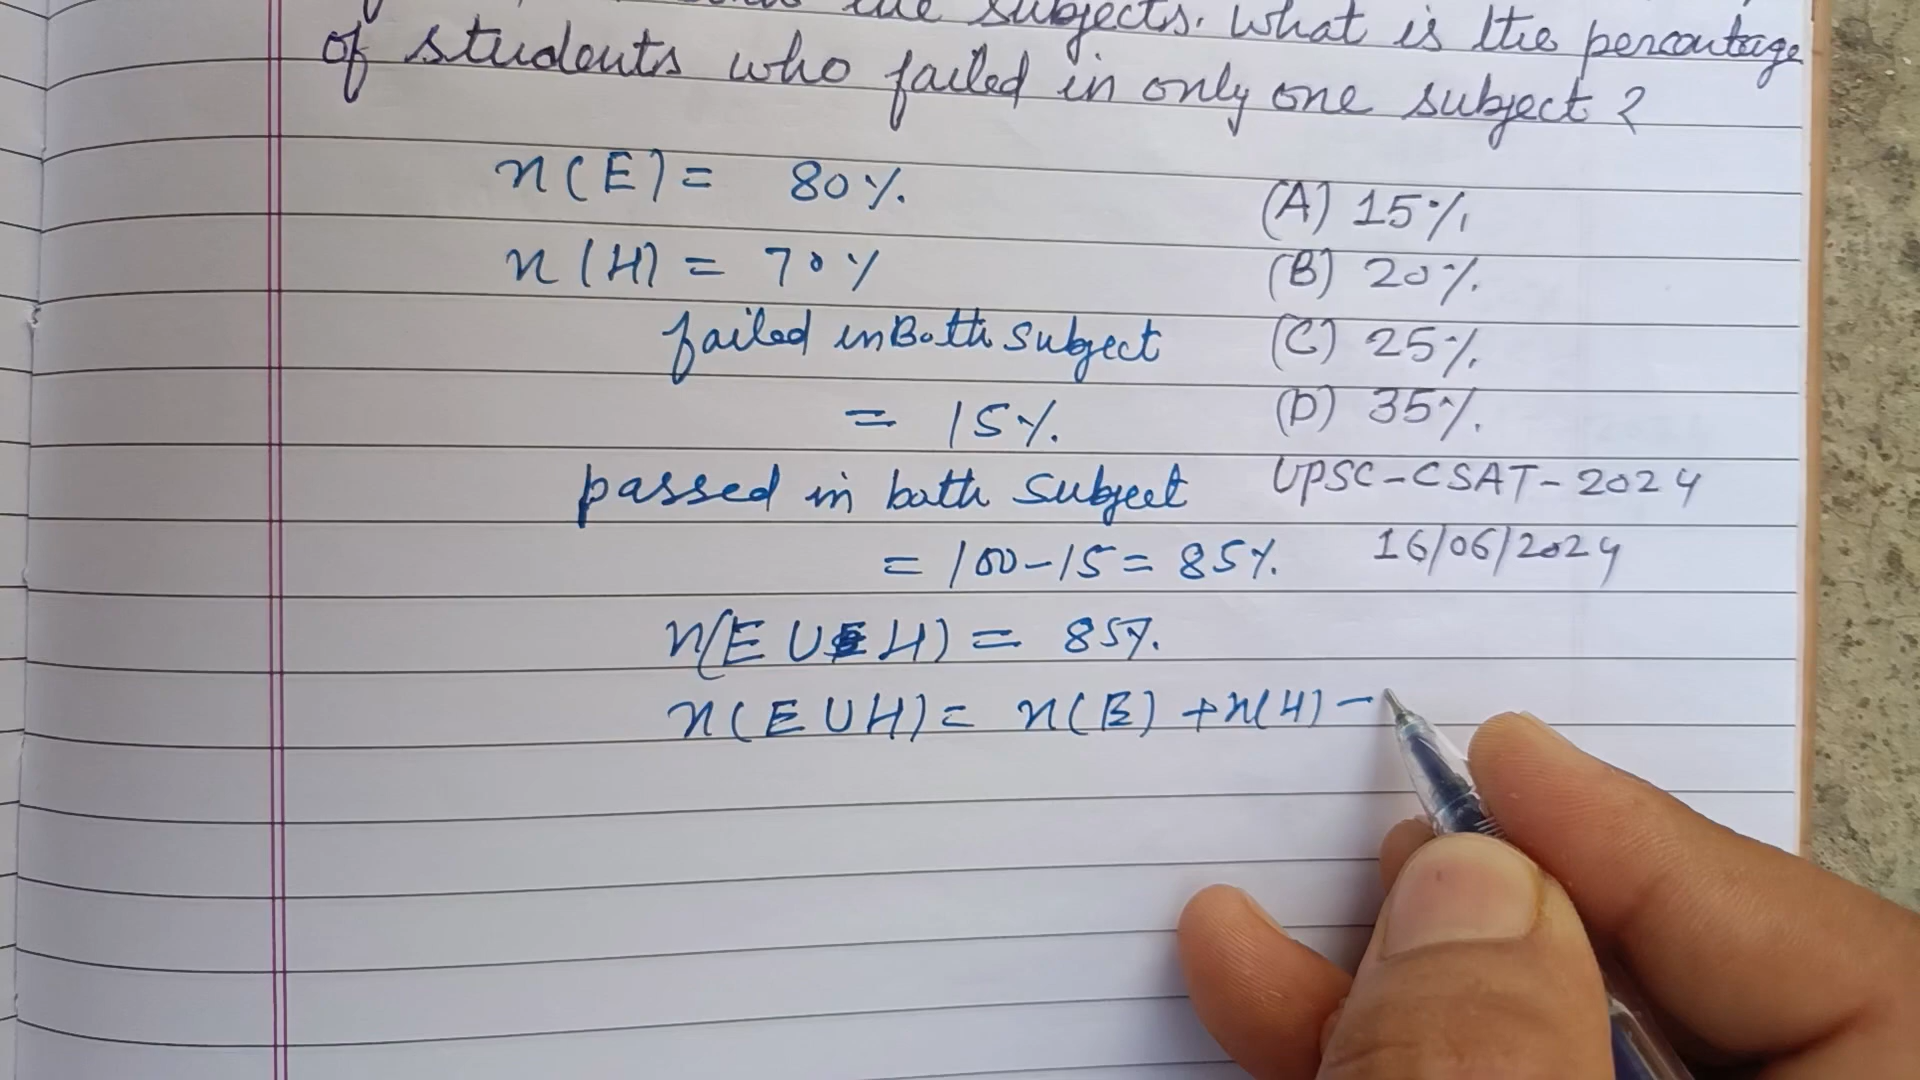 the subjects. What is the percentage
of students who failed in only one subject ?
n(E) = 80%.
(A) 15%
n(H) = 70%
(B) 20%.
failed in Both Subject
(C) 25%.
= 15%.
(D) 35%.
passed in both Subject
UPSC-CSAT-2024
= 100-15 = 85%.
16/06/2024
n(E U H) = 85%.
n(E U H) = n(E) + n(H) -